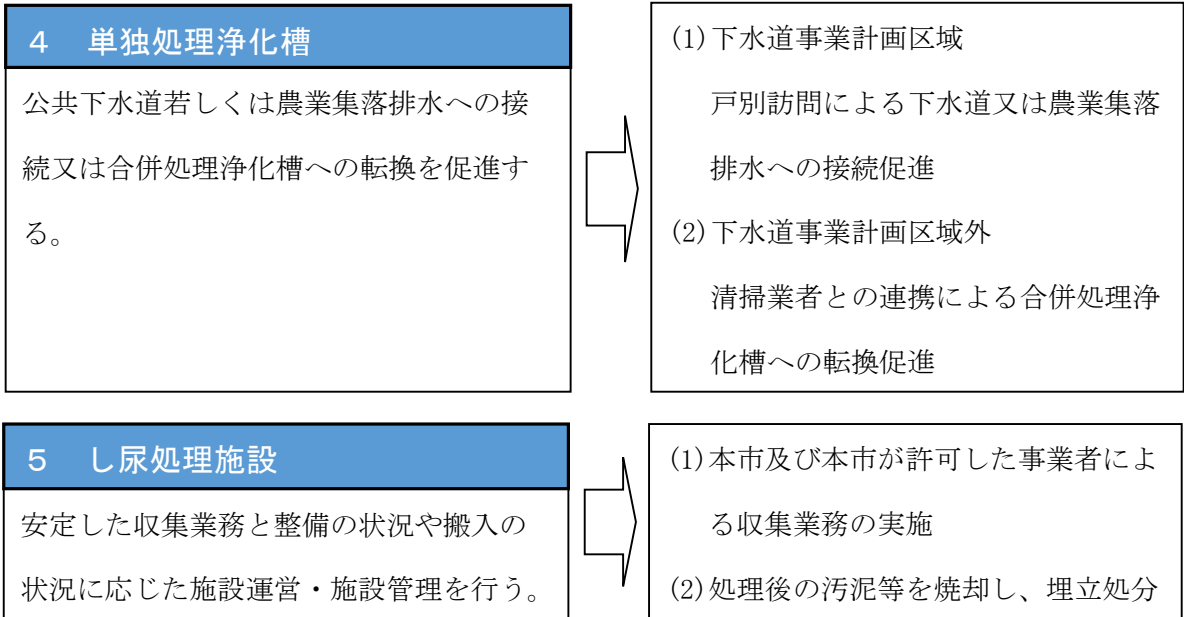 4 単独処理浄化槽
公共下水道若しくは農業集落排水への接
続又は合併処理浄化槽への転換を促進す
る。
(1)下水道事業計画区域
戸別訪問による下水道又は農業集落
排水への接続促進
(2)下水道事業計画区域外
清掃業者との連携による合併処理浄
化槽への転換促進
5 し尿処理施設
安定した収集業務と整備の状況や搬入の
状況に応じた施設運営・施設管理を行う。
(1)本市及び本市が許可した事業者によ
る収集業務の実施
(2)処理後の汚泥等を焼却し、埋立処分